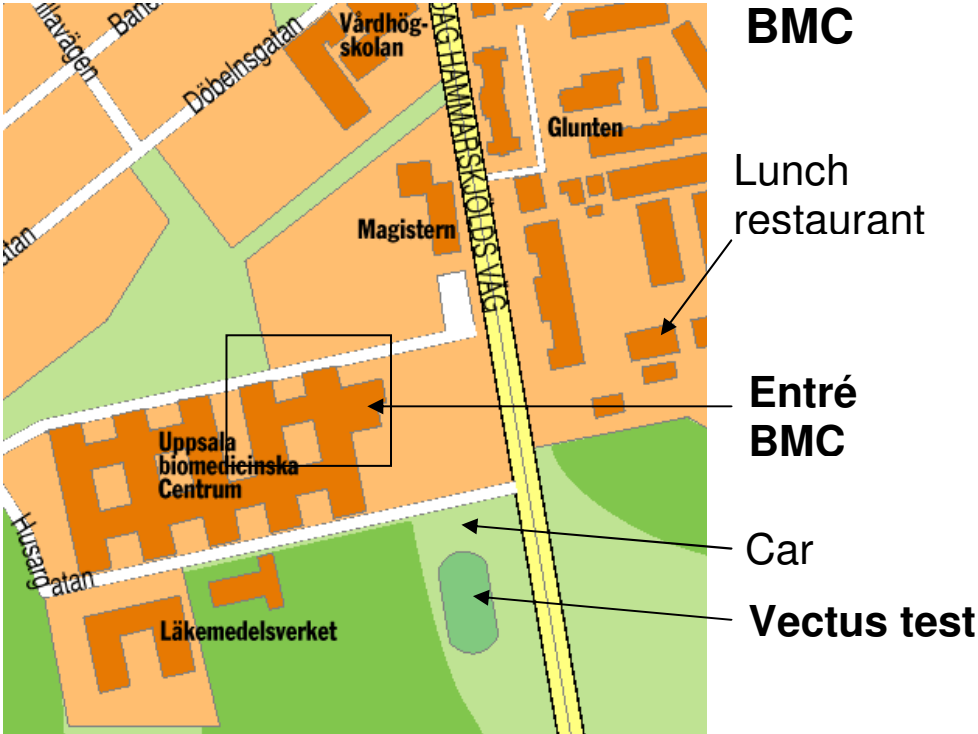 BMC
Vårdhög-
skolan
Döbelnsgatan
DAG HAMMARSKJÖLDS VÄG
Glunten
Lunch
restaurant
Magistern
Entré
BMC
Uppsala
biomedicinska
Centrum
Husargatan
Car
Vectus test
Läkemedelsverket